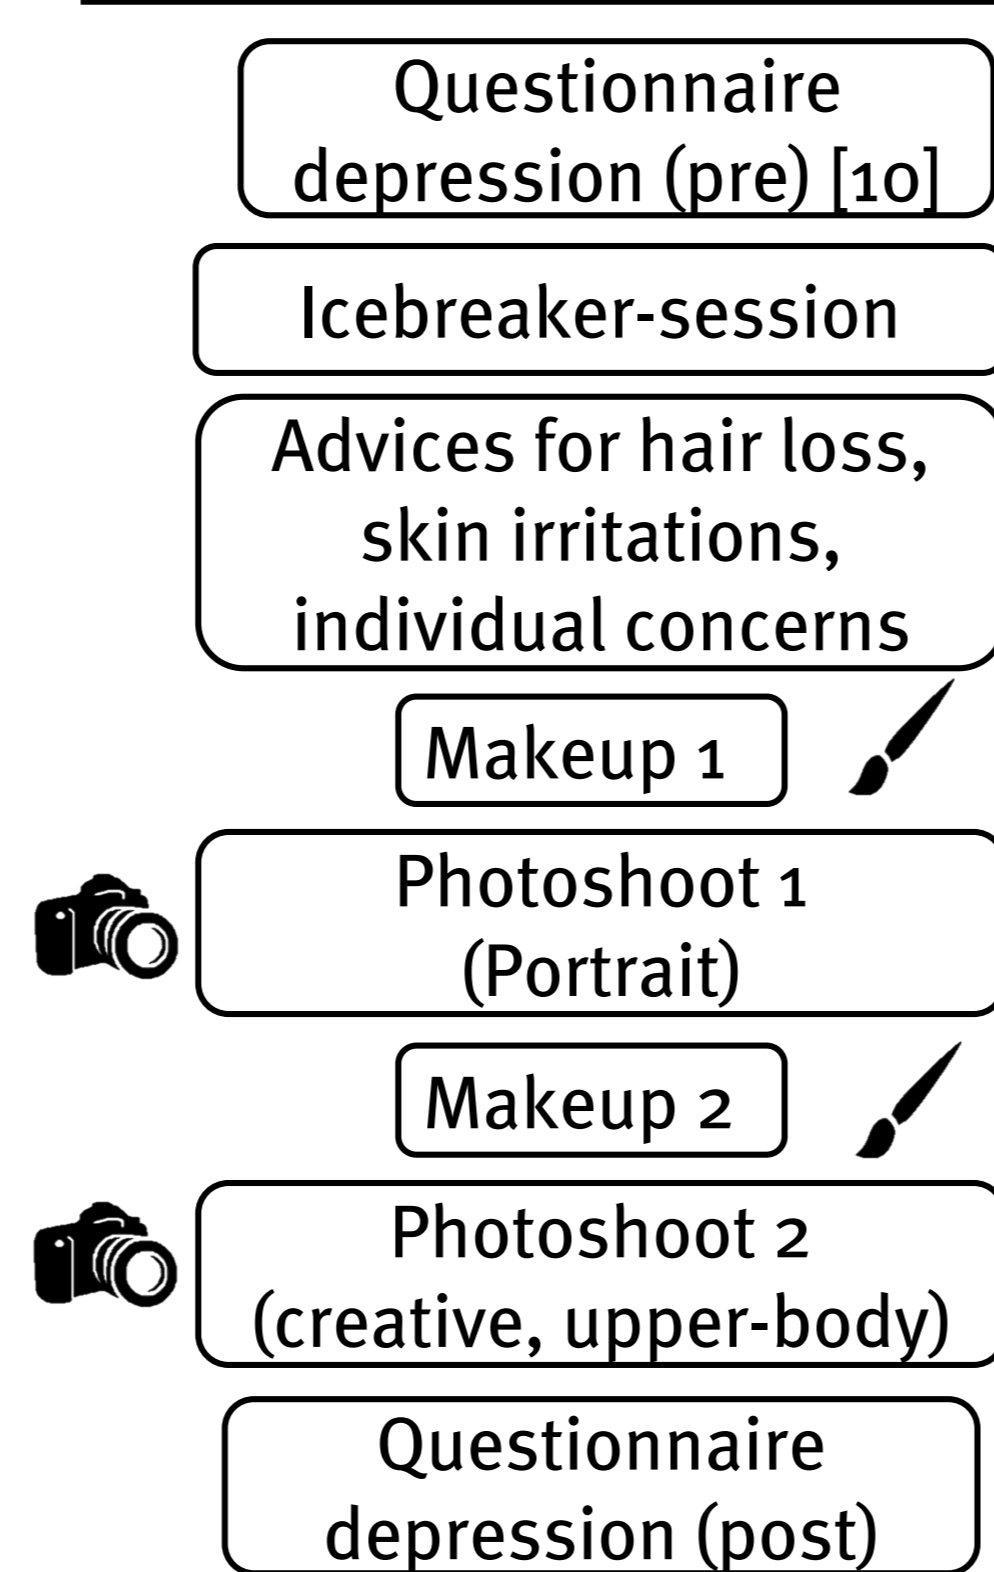 Questionnaire
depression (pre) [10]
Icebreaker-session
Advices for hair loss,
skin irritations,
individual concerns
Makeup 1
Photoshoot 1
(Portrait)
Makeup 2
Photoshoot 2
(creative, upper-body)
Questionnaire
depression (post)